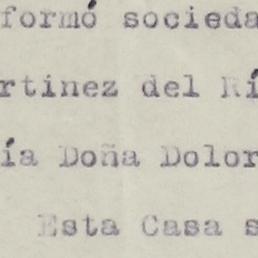 formó socieda
rtinez del Rí
ía Doña Dolor
Esta Casa s